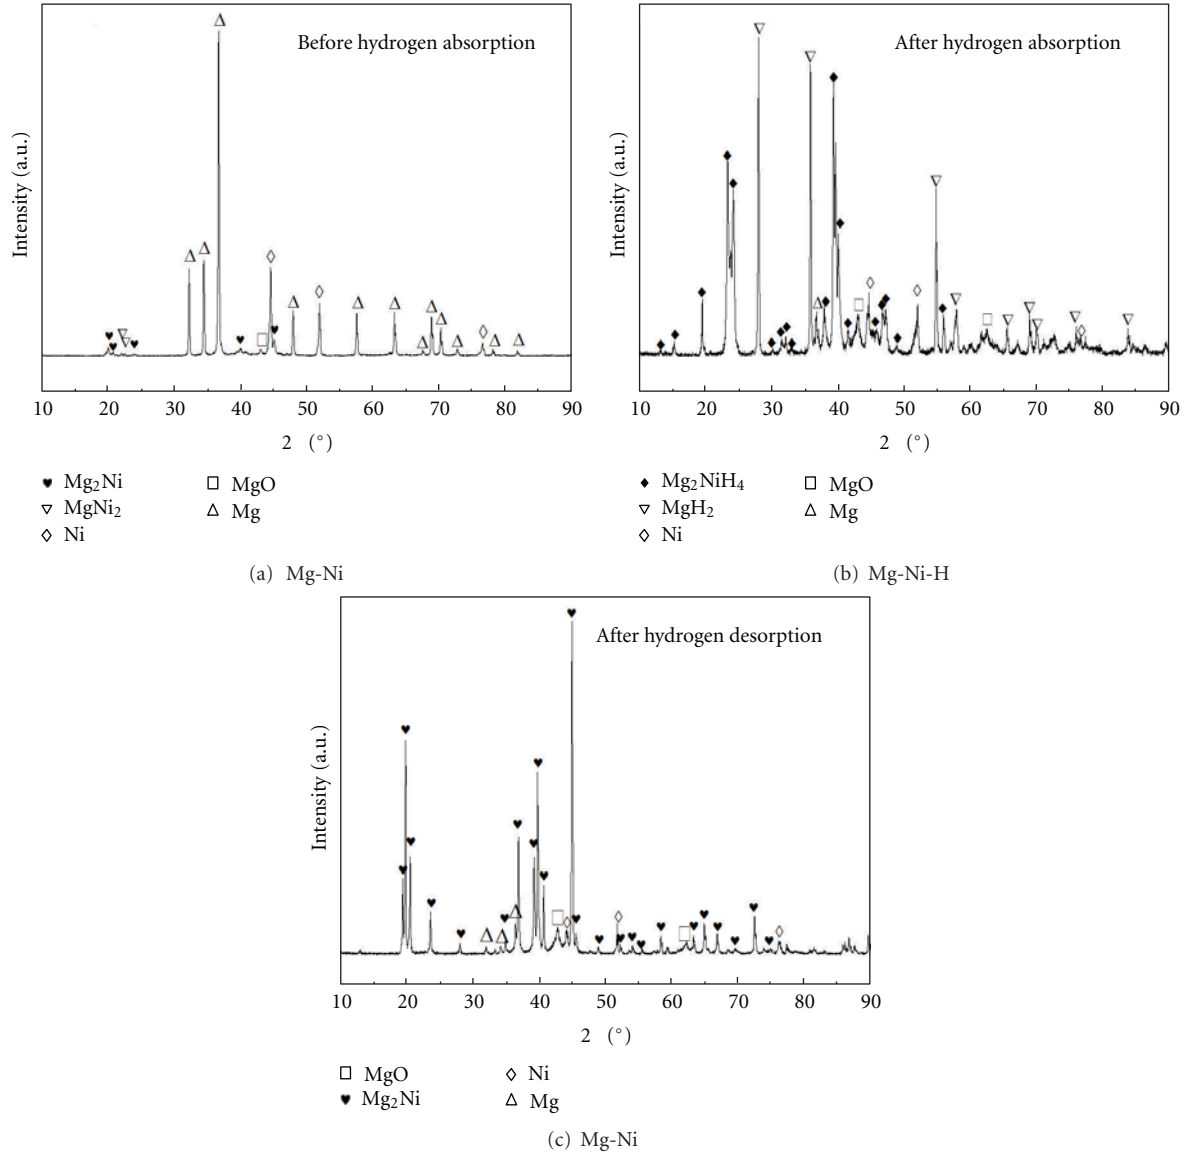 Before hydrogen absorption
Intensity (a.u.)
10 20 30 40 50 60 70 80 90
2 (°)
♥ Mg₂Ni
▽ MgNi₂
◇ Ni
□ MgO
△ Mg
(a) Mg-Ni
After hydrogen absorption
Intensity (a.u.)
10 20 30 40 50 60 70 80 90
2 (°)
♦ Mg₂NiH₄
▽ MgH₂
◇ Ni
□ MgO
△ Mg
(b) Mg-Ni-H
After hydrogen desorption
Intensity (a.u.)
10 20 30 40 50 60 70 80 90
2 (°)
□ MgO
♥ Mg₂Ni
◇ Ni
△ Mg
(c) Mg-Ni